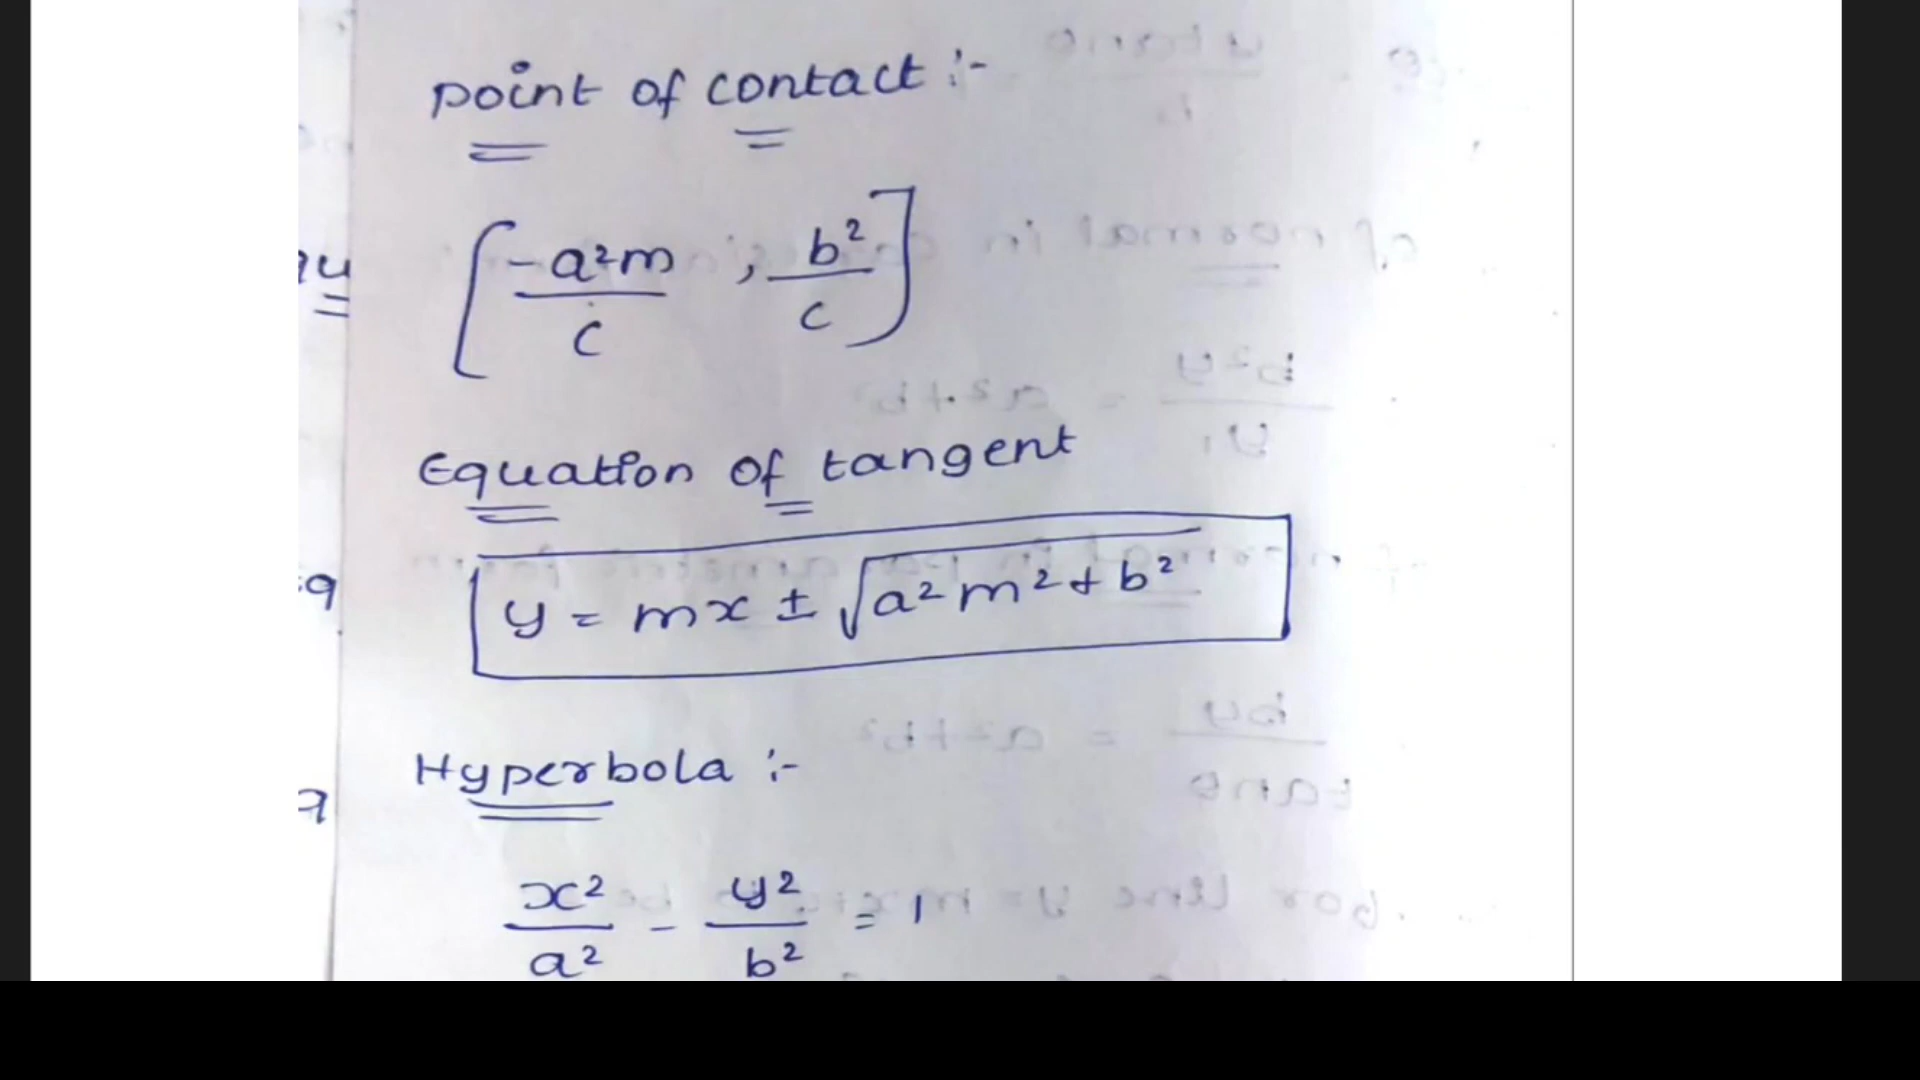 point of contact :-
[-a²m/c , b²/c]
Equation of tangent
y = mx ± √a²m² + b²
Hyperbola :-
x²/a² - y²/b² = 1